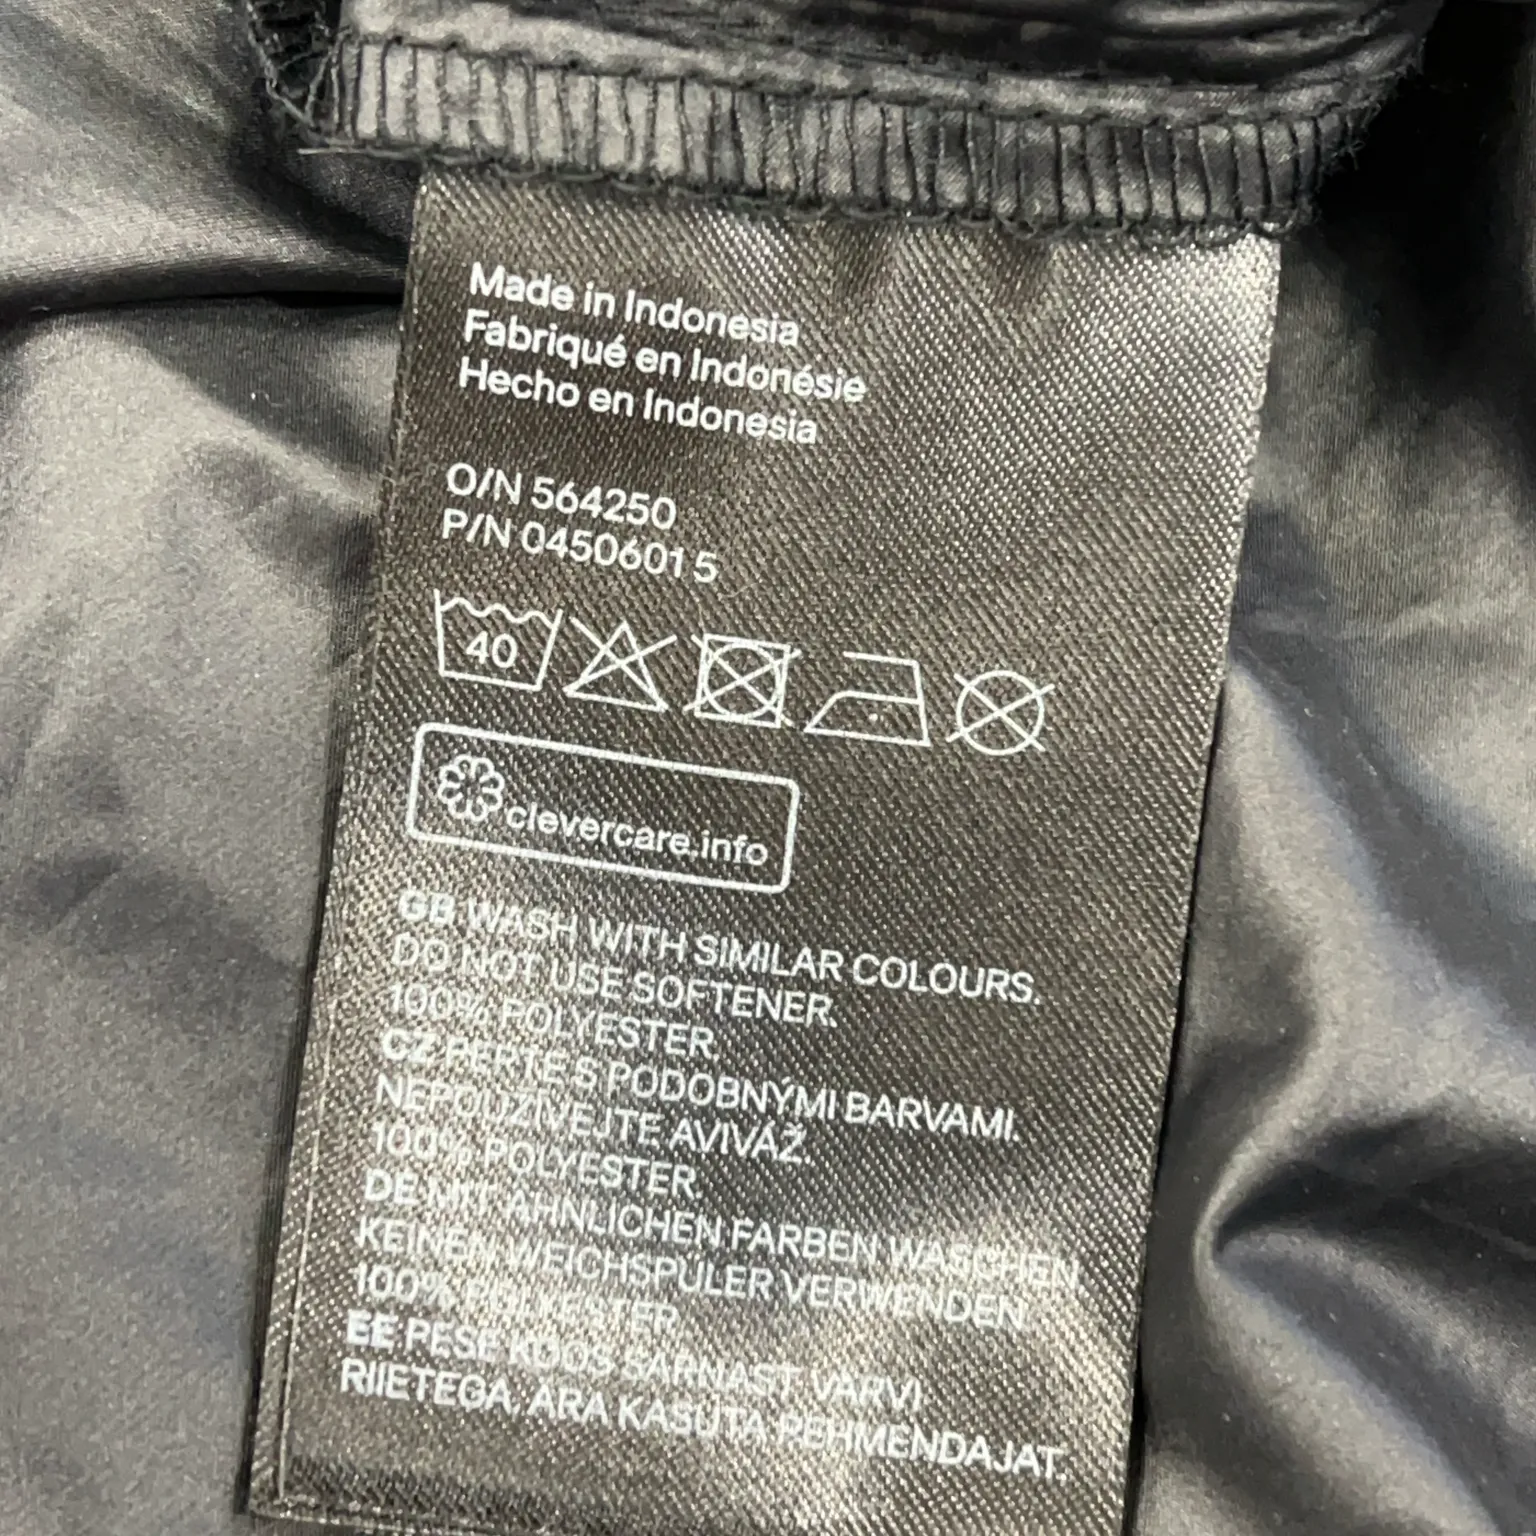 Made in Indonesia
Fabriqué en Indonésie
Hecho en Indonesia
O/N 564250
P/N 04506015
40
clevercare.info
GB WASH WITH SIMILAR COLOURS.
DO NOT USE SOFTENER.
100% POLYESTER.
CZ PERTE S PODOBNÝMI BARVAMI.
NEPOUŽÍVEJTE AVIVÁŽ.
100% POLYESTER.
DE MIT ÄHNLICHEN FARBEN WASCHEN.
KEINEN WEICHSPÜLER VERWENDEN.
100% POLYESTER.
EE PESE KOOS SARNAST VÄRVI
RIIETEGA. ÄRA KASUTA PEHMENDAJAT.